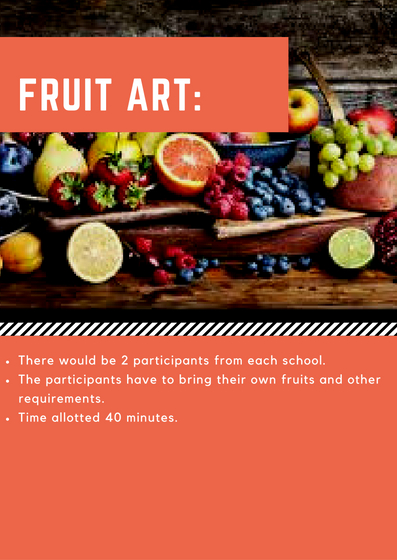 FRUIT ART:
• There would be 2 participants from each school.
• The participants have to bring their own fruits and other
requirements.
• Time allotted 40 minutes.